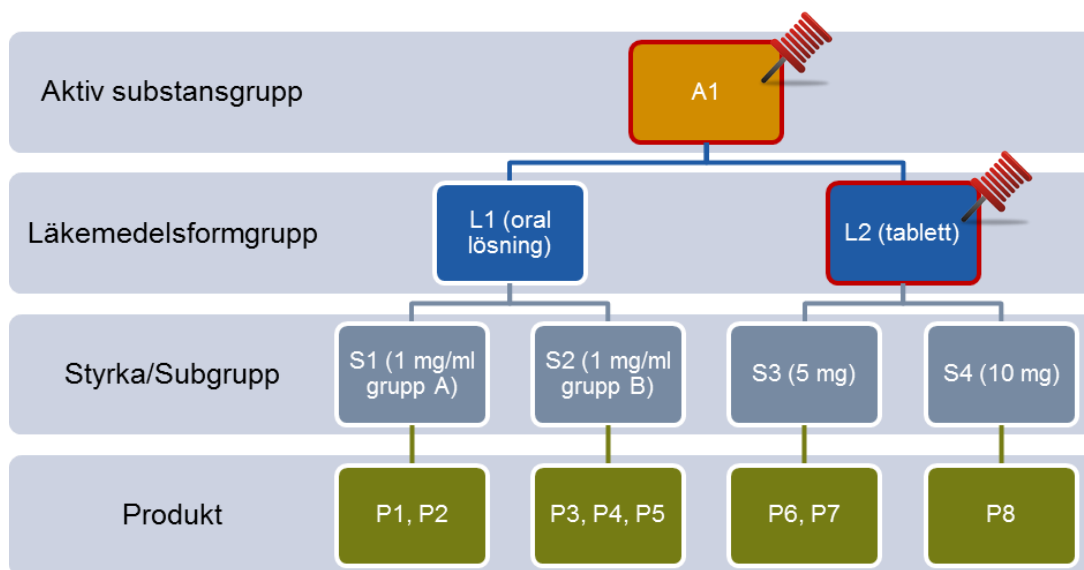 Aktiv substansgrupp
A1
Läkemedelsformgrupp
L1 (oral
lösning)
L2 (tablett)
Styrka/Subgrupp
S1 (1 mg/ml
grupp A)
S2 (1 mg/ml
grupp B)
S3 (5 mg)
S4 (10 mg)
Produkt
P1, P2
P3, P4, P5
P6, P7
P8